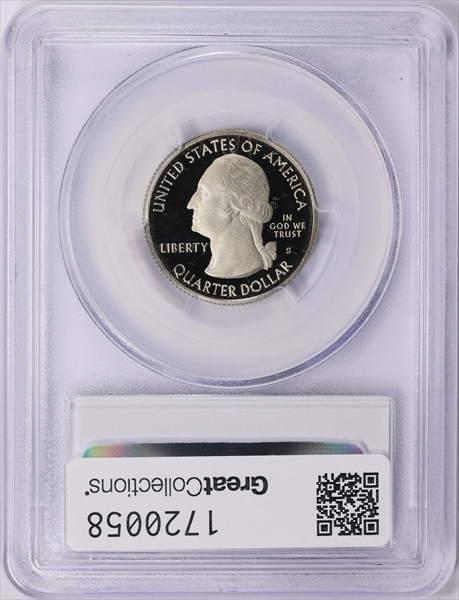 UNITED STATES OF AMERICA
LIBERTY
IN
GOD WE
TRUST
S
QUARTER DOLLAR
1720058
GreatCollections®